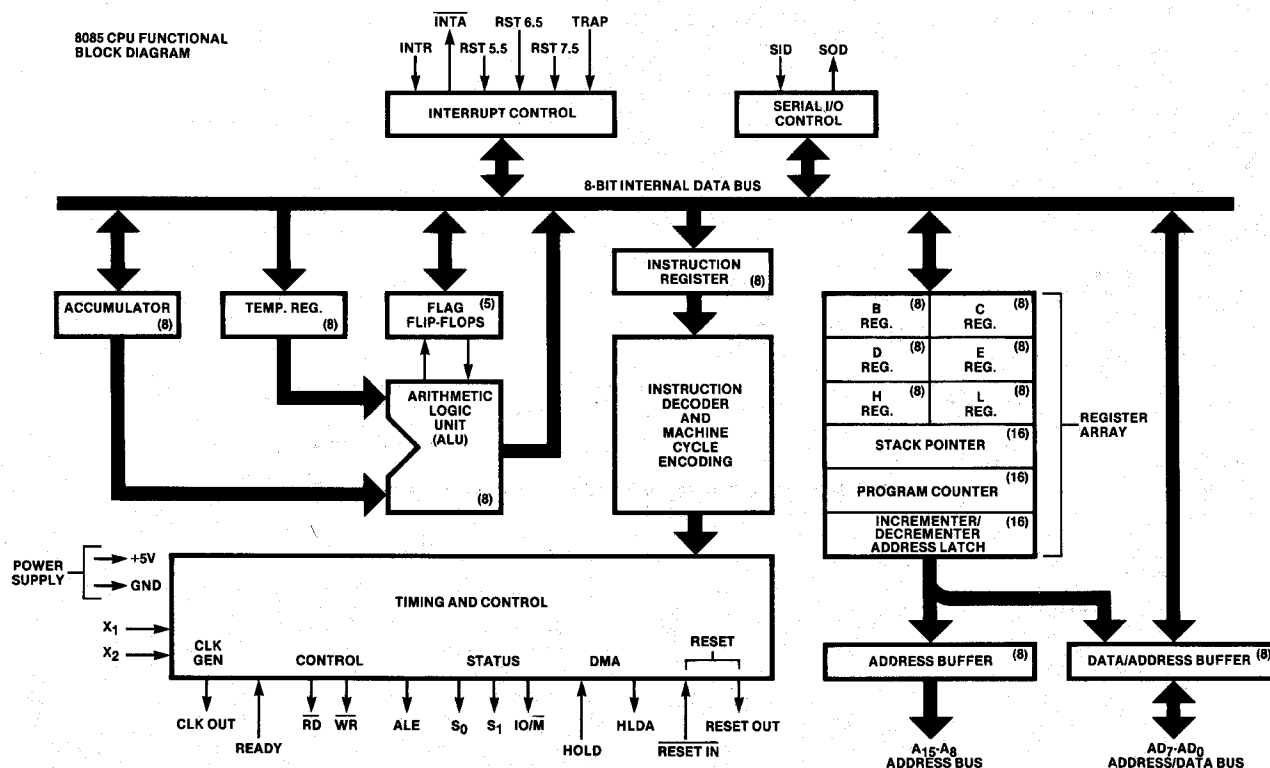 8085 CPU FUNCTIONAL
BLOCK DIAGRAM
INTR
INTA
RST 5.5
RST 6.5
RST 7.5
TRAP
INTERRUPT CONTROL
SID
SOD
SERIAL I/O
CONTROL
8-BIT INTERNAL DATA BUS
ACCUMULATOR
(8)
TEMP. REG.
(8)
(5)
FLAG
FLIP-FLOPS
INSTRUCTION
REGISTER
(8)
ARITHMETIC
LOGIC
UNIT
(ALU)
(8)
INSTRUCTION
DECODER
AND
MACHINE
CYCLE
ENCODING
B (8)
REG.
C (8)
REG.
D (8)
REG.
E (8)
REG.
H (8)
REG.
L (8)
REG.
STACK POINTER (16)
PROGRAM COUNTER (16)
INCREMENTER/ (16)
DECREMENTER
ADDRESS LATCH
REGISTER
ARRAY
POWER
SUPPLY
+5V
GND
X1
X2
TIMING AND CONTROL
CLK
GEN
CONTROL
STATUS
DMA
RESET
CLK OUT
READY
RD
WR
ALE
S0
S1
IO/M
HOLD
HLDA
RESET IN
RESET OUT
ADDRESS BUFFER (8)
DATA/ADDRESS BUFFER (8)
A15-A8
ADDRESS BUS
AD7-AD0
ADDRESS/DATA BUS